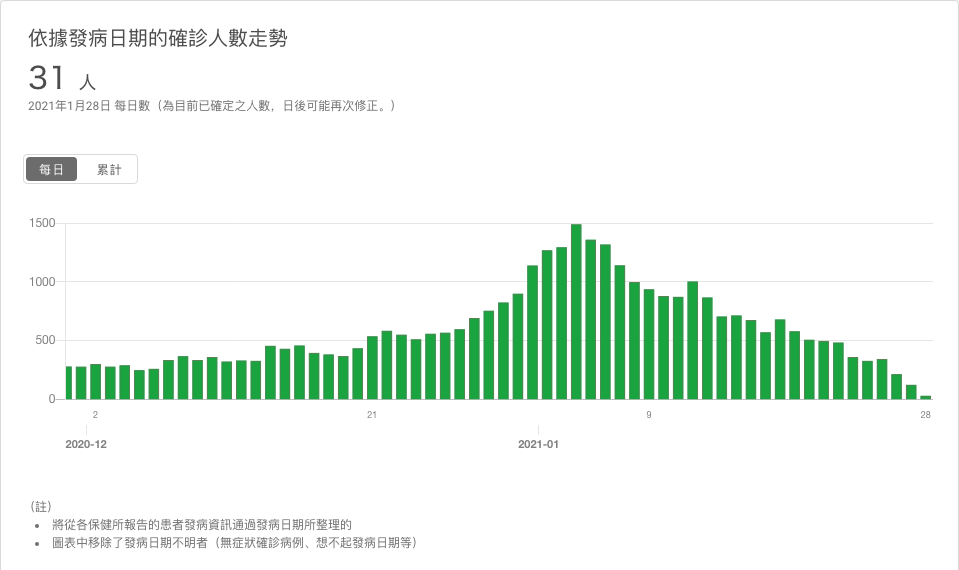 依據發病日期的確診人數走勢
31 人
2021年1月28日 每日數（為目前已確定之人數，日後可能再次修正。）
每日 累計
1500
1000
500
0
2 21 9 28
2020-12 2021-01
（註）
• 將從各保健所報告的患者發病資訊通過發病日期所整理的
• 圖表中移除了發病日期不明者（無症狀確診病例、想不起發病日期等）